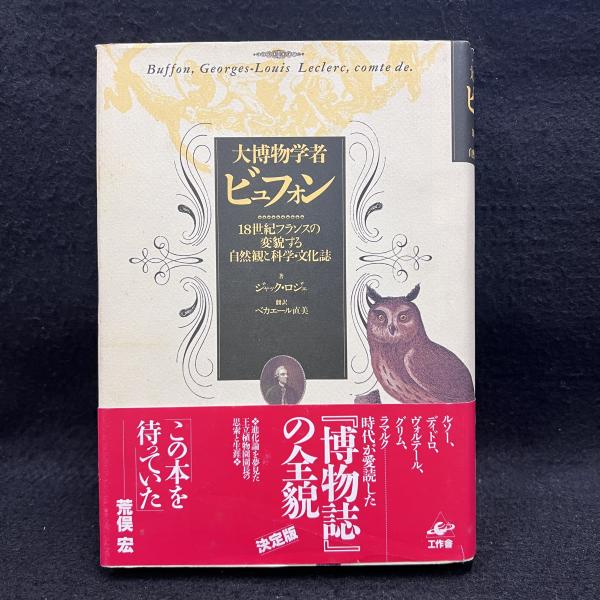 Buffon, Georges-Louis Leclerc, comte de.
大博物学者
ビュフォン
18世紀フランスの
変貌する
自然観と科学・文化誌
著
ジャック・ロジェ
翻訳
ベカエール直美
ルソー、
ディドロ、
ヴォルテール、
グリム、
ラマルク
時代が愛読した
『博物誌』
の全貌
決定版
❖進化論を夢見た
王立植物園園長の
思索と生涯❖
「この本を
待っていた」
荒俣 宏
工作舎
ビ